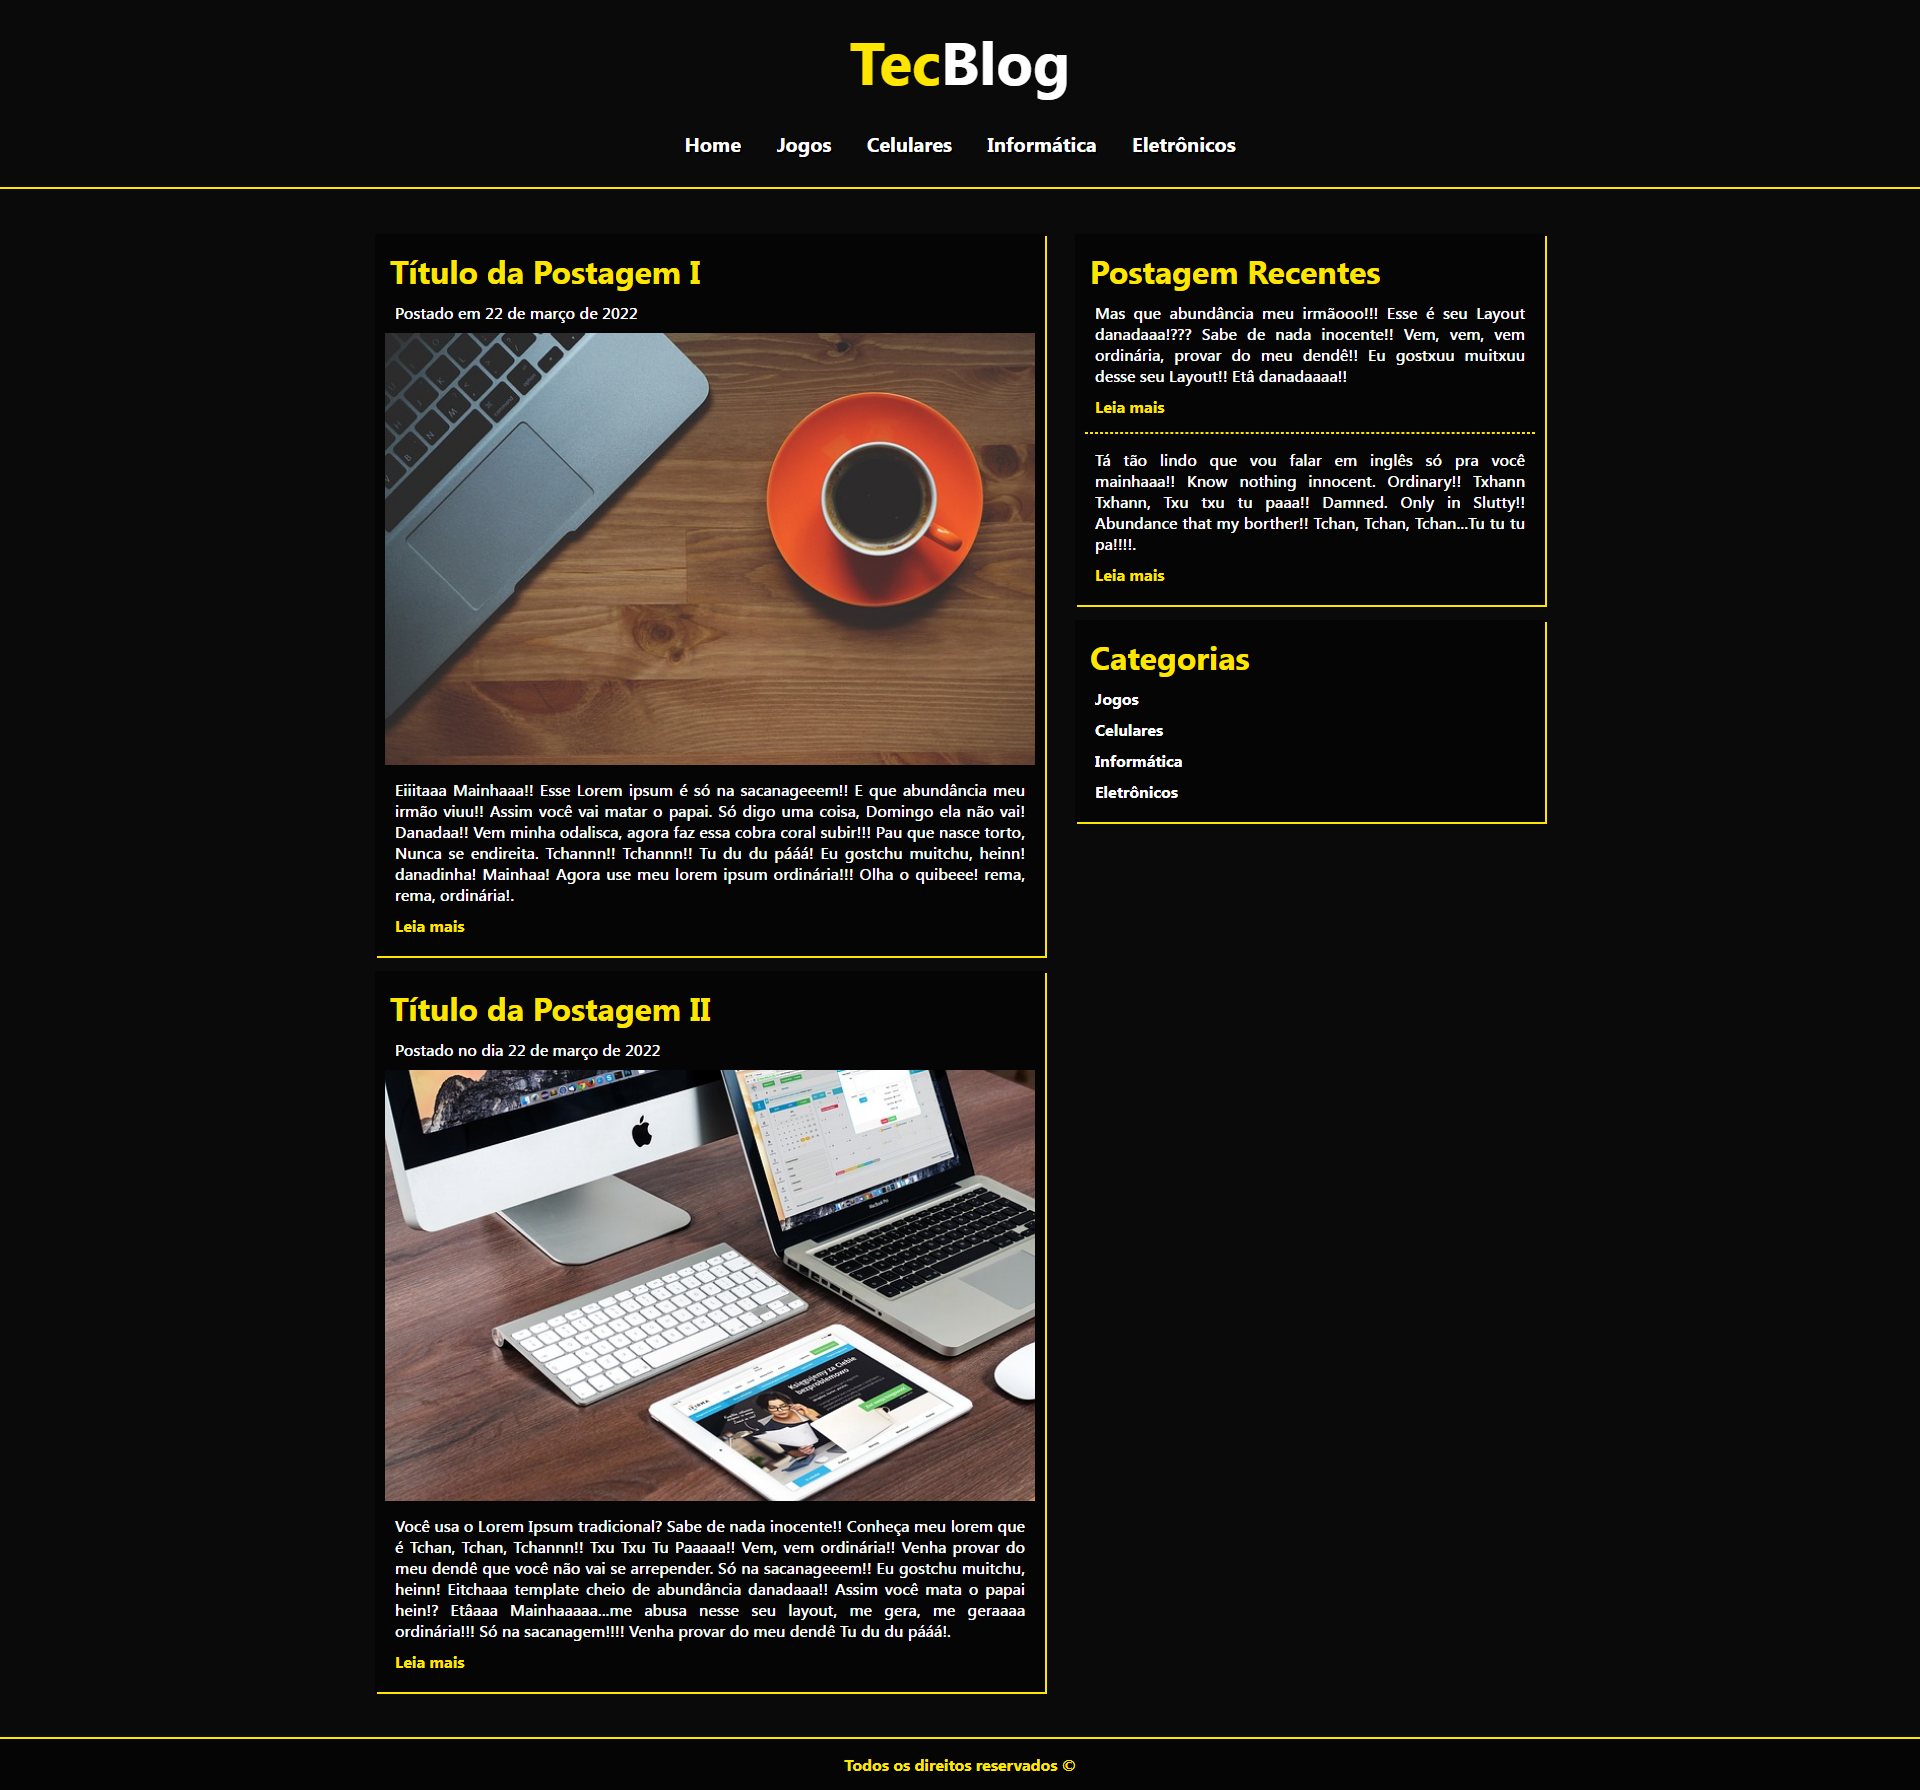 TecBlog
Home Jogos Celulares Informática Eletrônicos
Título da Postagem I
Postado em 22 de março de 2022
Eiiitaaa Mainhaaa!! Esse Lorem ipsum é só na sacanageeem!! E que abundância meu
irmão viuu!! Assim você vai matar o papai. Só digo uma coisa, Domingo ela não vai!
Danadaa!! Vem minha odalisca, agora faz essa cobra coral subir!!! Pau que nasce torto,
Nunca se endireita. Tchannn!! Tchannn!! Tu du du pááá! Eu gostchu muitchu, heinn!
danadinha! Mainhaa! Agora use meu lorem ipsum ordinária!!! Olha o quibeee! rema,
rema, ordinária!.
Leia mais
Título da Postagem II
Postado no dia 22 de março de 2022
Księgujemy za Ciebie
bezproblemowo
Você usa o Lorem Ipsum tradicional? Sabe de nada inocente!! Conheça meu lorem que
é Tchan, Tchan, Tchannn!! Txu Txu Tu Paaaaa!! Vem, vem ordinária!! Venha provar do
meu dendê que você não vai se arrepender. Só na sacanageeem!! Eu gostchu muitchu,
heinn! Eitchaaa template cheio de abundância danadaaa!! Assim você mata o papai
hein!? Etâaaa Mainhaaaaa...me abusa nesse seu layout, me gera, me geraaaa
ordinária!!! Só na sacanagem!!!! Venha provar do meu dendê Tu du du pááá!.
Leia mais
Postagem Recentes
Mas que abundância meu irmãooo!!! Esse é seu Layout
danadaaa!??? Sabe de nada inocente!! Vem, vem, vem
ordinária, provar do meu dendê!! Eu gostxuu muitxuu
desse seu Layout!! Etâ danadaaaa!!
Leia mais
Tá tão lindo que vou falar em inglês só pra você
mainhaaa!! Know nothing innocent. Ordinary!! Txhann
Txhann, Txu txu tu paaa!! Damned. Only in Slutty!!
Abundance that my borther!! Tchan, Tchan, Tchan...Tu tu tu
pa!!!!.
Leia mais
Categorias
Jogos
Celulares
Informática
Eletrônicos
Todos os direitos reservados ©